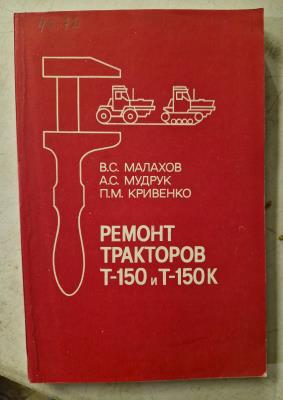 В.С. МАЛАХОВ
А.С. МУДРУК
П.М. КРИВЕНКО
РЕМОНТ
ТРАКТОРОВ
Т-150 и Т-150К